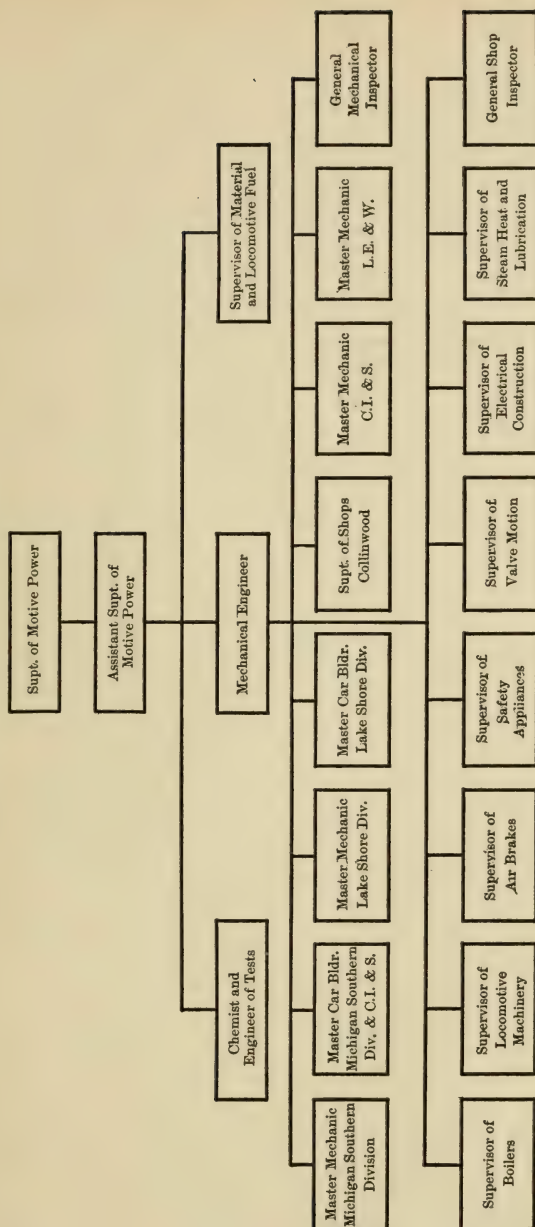 Supt. of Motive Power
Assistant Supt. of
Motive Power
Chemist and
Engineer of Tests
Mechanical Engineer
Supervisor of Material
and Locomotive Fuel
Master Mechanic
Michigan Southern
Division
Master Car Bldr.
Michigan Southern
Div. & C.I. & S.
Master Mechanic
Lake Shore Div.
Master Car Bldr.
Lake Shore Div.
Supt. of Shops
Collinwood
Master Mechanic
C.I. & S.
Master Mechanic
L.E. & W.
General
Mechanical
Inspector
Supervisor of
Boilers
Supervisor of
Locomotive
Machinery
Supervisor of
Air Brakes
Supervisor of
Safety
Appliances
Supervisor of
Valve Motion
Supervisor of
Electrical
Construction
Supervisor of
Steam Heat and
Lubrication
General Shop
Inspector